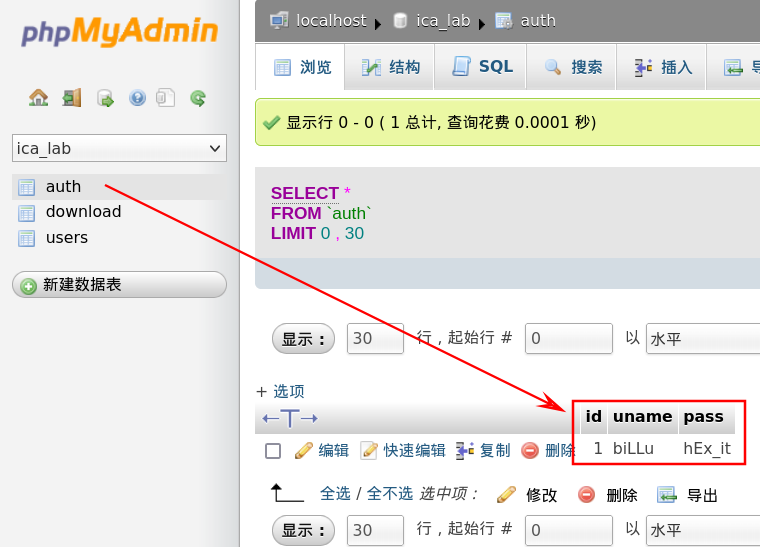 phpMyAdmin
ica_lab
auth
download
users
新建数据表
localhost ica_lab auth
浏览 结构 SQL 搜索 插入
显示行 0 - 0 ( 1 总计, 查询花费 0.0001 秒)
SELECT *
FROM `auth`
LIMIT 0 , 30
显示 : 30 行 , 起始行 # 0 以 水平
+ 选项
←T→ id uname pass
编辑 快速编辑 复制 删除 1 biLLu hEx_it
全选 / 全不选 选中项 : 修改 删除 导出
显示 : 30 行 , 起始行 # 0 以 水平